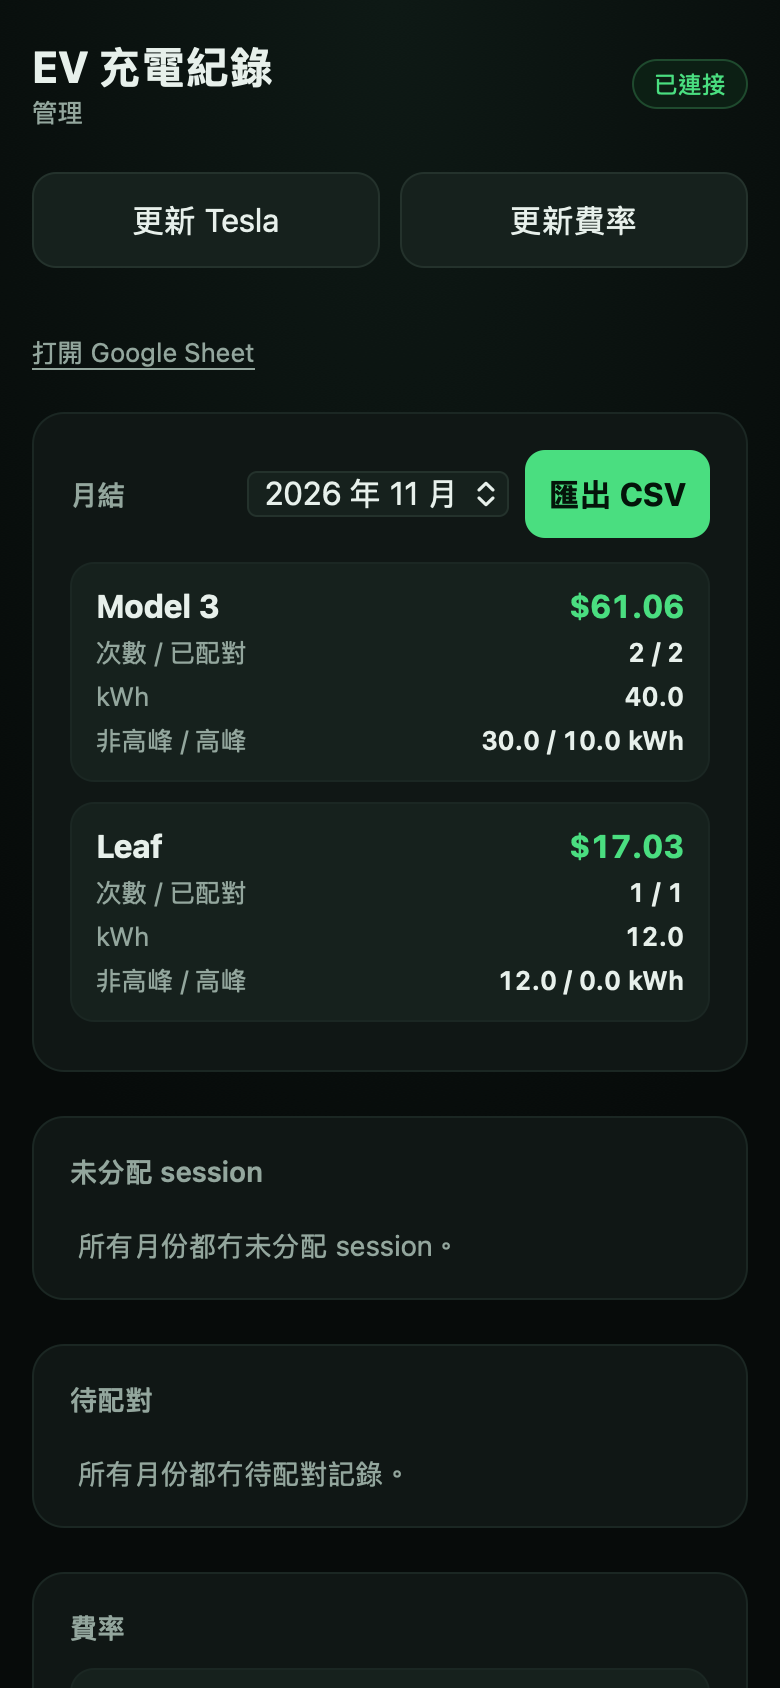 EV 充電紀錄
管理
已連接
更新 Tesla
更新費率
打開 Google Sheet
月結
2026 年 11 月
匯出 CSV
Model 3
$61.06
次數 / 已配對
2 / 2
kWh
40.0
非高峰 / 高峰
30.0 / 10.0 kWh
Leaf
$17.03
次數 / 已配對
1 / 1
kWh
12.0
非高峰 / 高峰
12.0 / 0.0 kWh
未分配 session
所有月份都冇未分配 session。
待配對
所有月份都冇待配對記錄。
費率